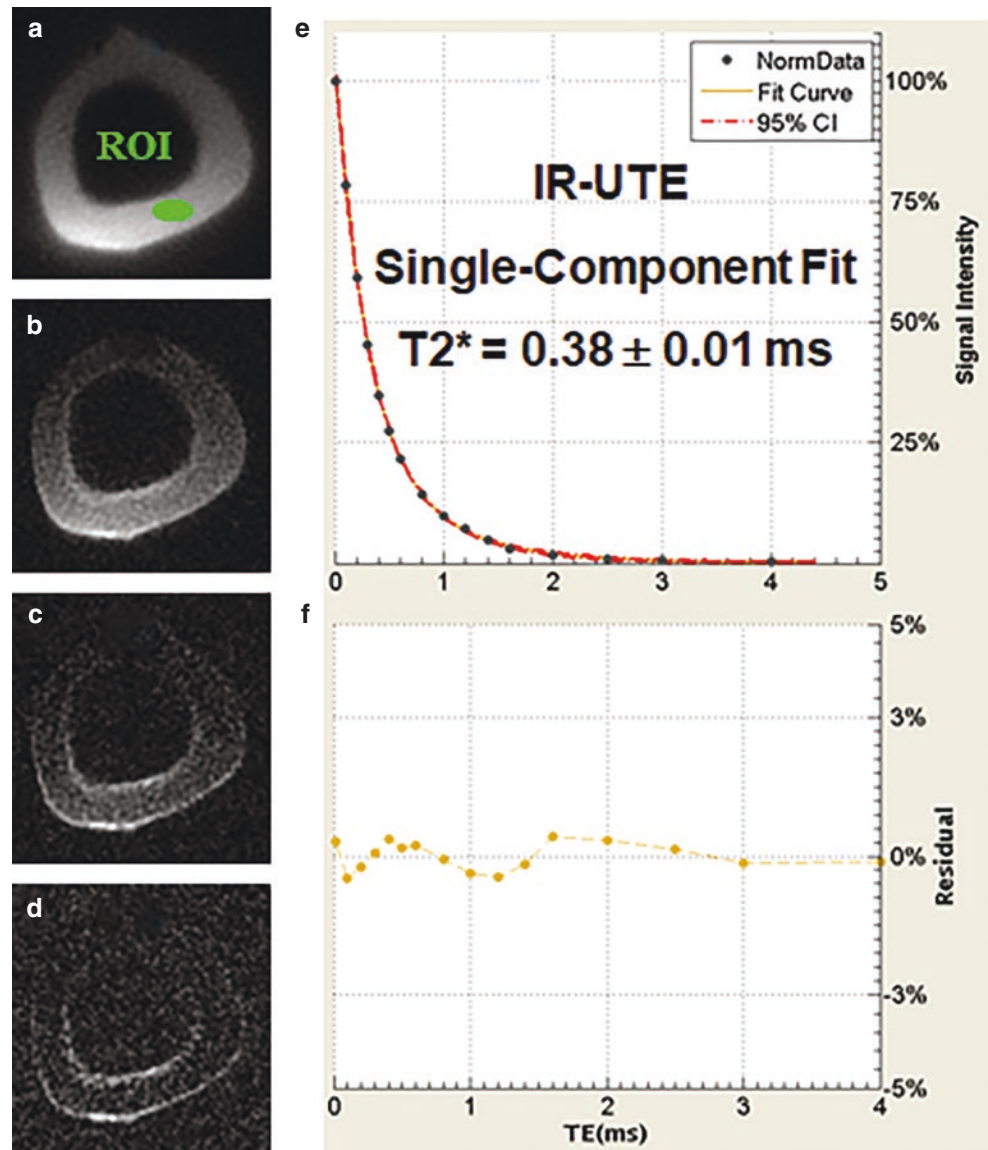 a
ROI
b
c
d
e
NormData
Fit Curve
95% CI
IR-UTE
Single-Component Fit
T2* = 0.38 ± 0.01 ms
100%
75%
50%
25%
Signal Intensity
0 1 2 3 4 5
f
5%
3%
0%
-3%
-5%
Residual
0 1 2 3 4
TE(ms)